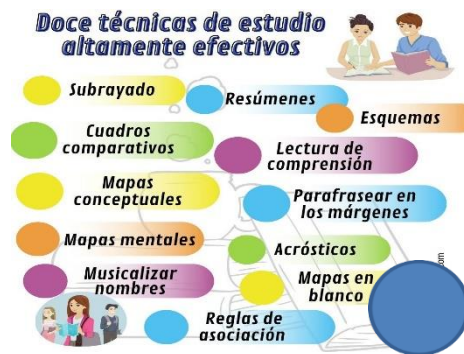 Doce técnicas de estudio
altamente efectivos
Subrayado
Resúmenes
Esquemas
Cuadros
comparativos
Lectura de
comprensión
Mapas
conceptuales
Parafrasear en
los márgenes
Mapas mentales
Acrósticos
Musicalizar
nombres
Mapas en
blanco
Reglas de
asociación
com